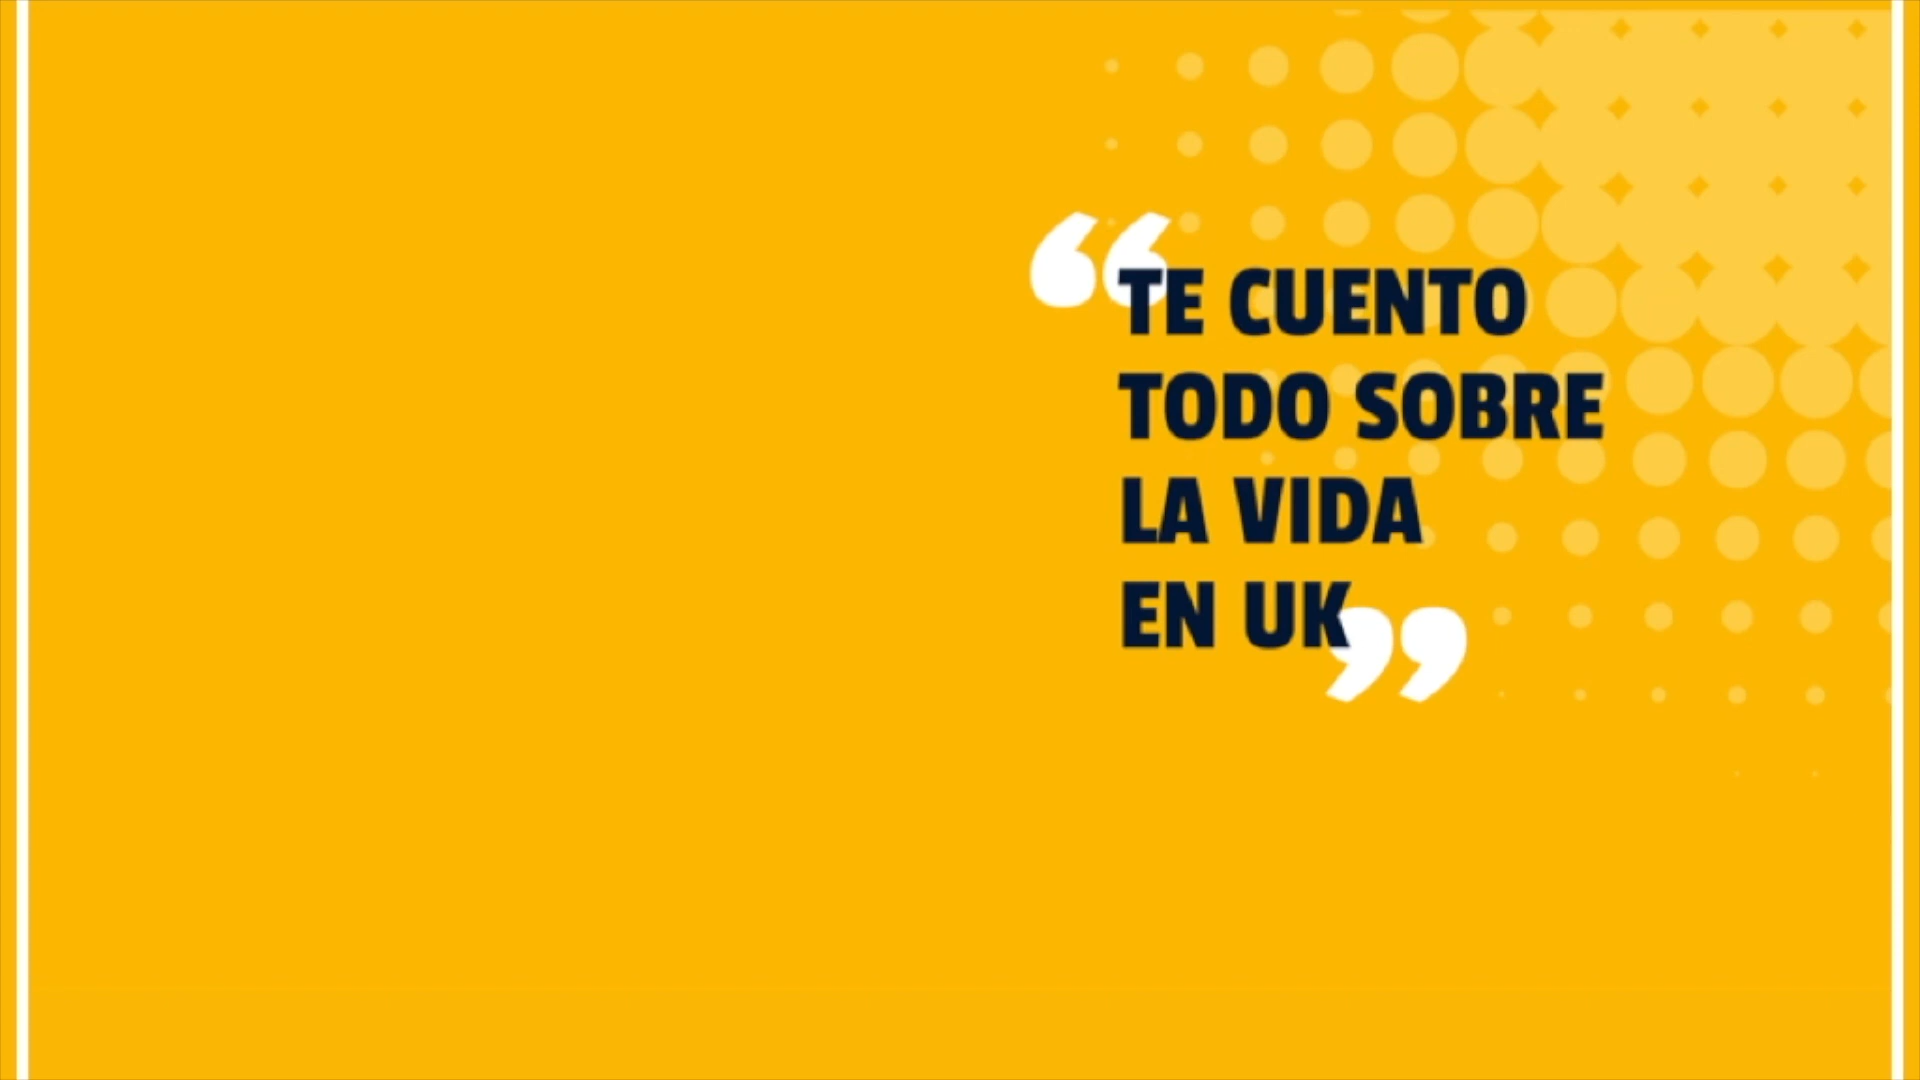 “TE CUENTO
TODO SOBRE
LA VIDA
EN UK”